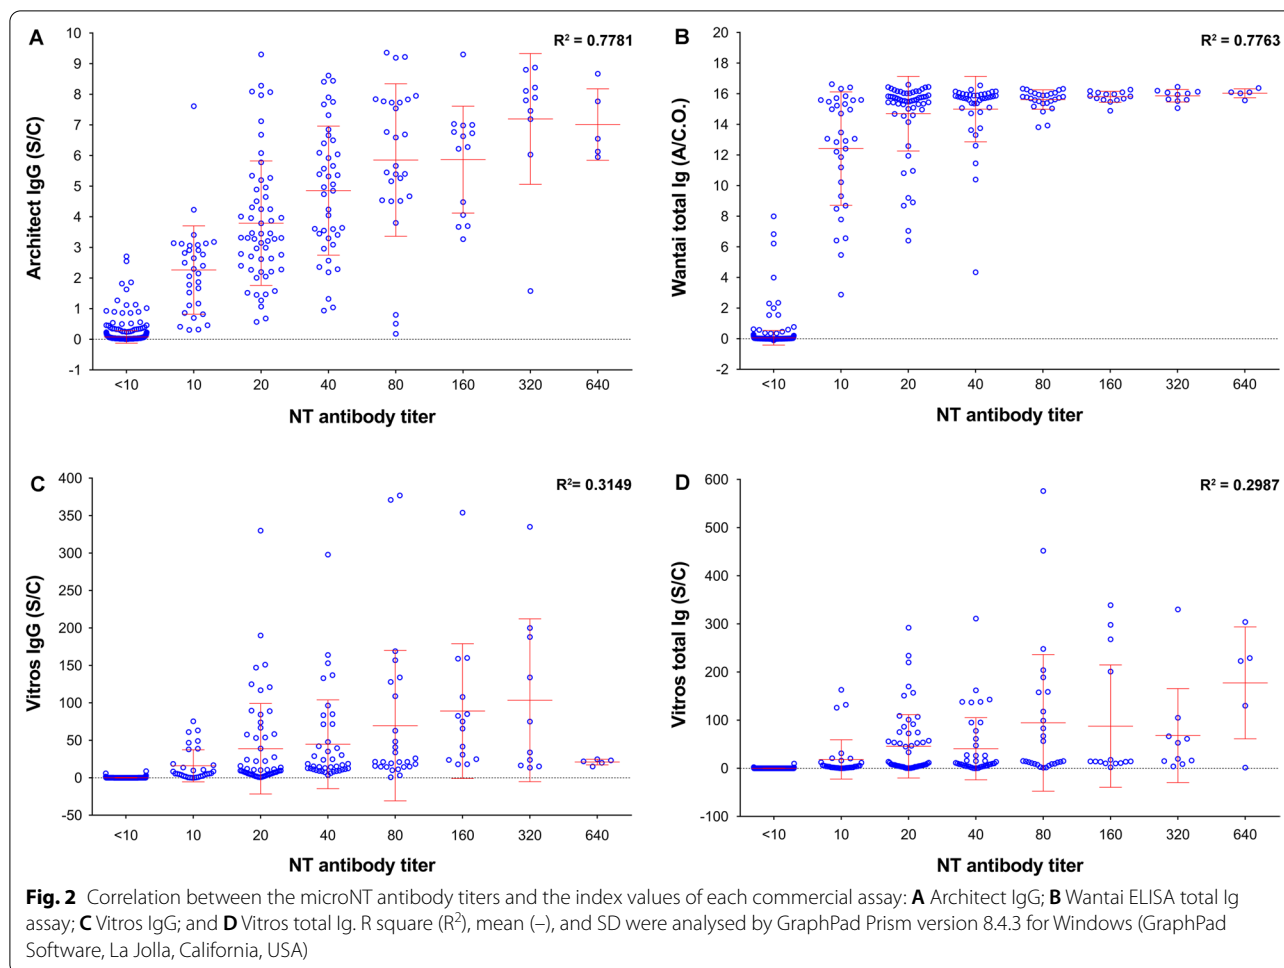 A
R² = 0.7781
Architect IgG (S/C)
10
9
8
7
6
5
4
3
2
1
0
-1
<10 10 20 40 80 160 320 640
NT antibody titer
B
R² = 0.7763
Wantai total Ig (A/C.O.)
20
18
16
14
12
10
8
6
4
2
0
-2
<10 10 20 40 80 160 320 640
NT antibody titer
C
R²= 0.3149
Vitros IgG (S/C)
400
350
300
250
200
150
100
50
0
-50
<10 10 20 40 80 160 320 640
NT antibody titer
D
R² = 0.2987
Vitros total Ig (S/C)
600
500
400
300
200
100
0
-100
<10 10 20 40 80 160 320 640
NT antibody titer
Fig. 2 Correlation between the microNT antibody titers and the index values of each commercial assay: A Architect IgG; B Wantai ELISA total Ig
assay; C Vitros IgG; and D Vitros total Ig. R square (R²), mean (–), and SD were analysed by GraphPad Prism version 8.4.3 for Windows (GraphPad
Software, La Jolla, California, USA)